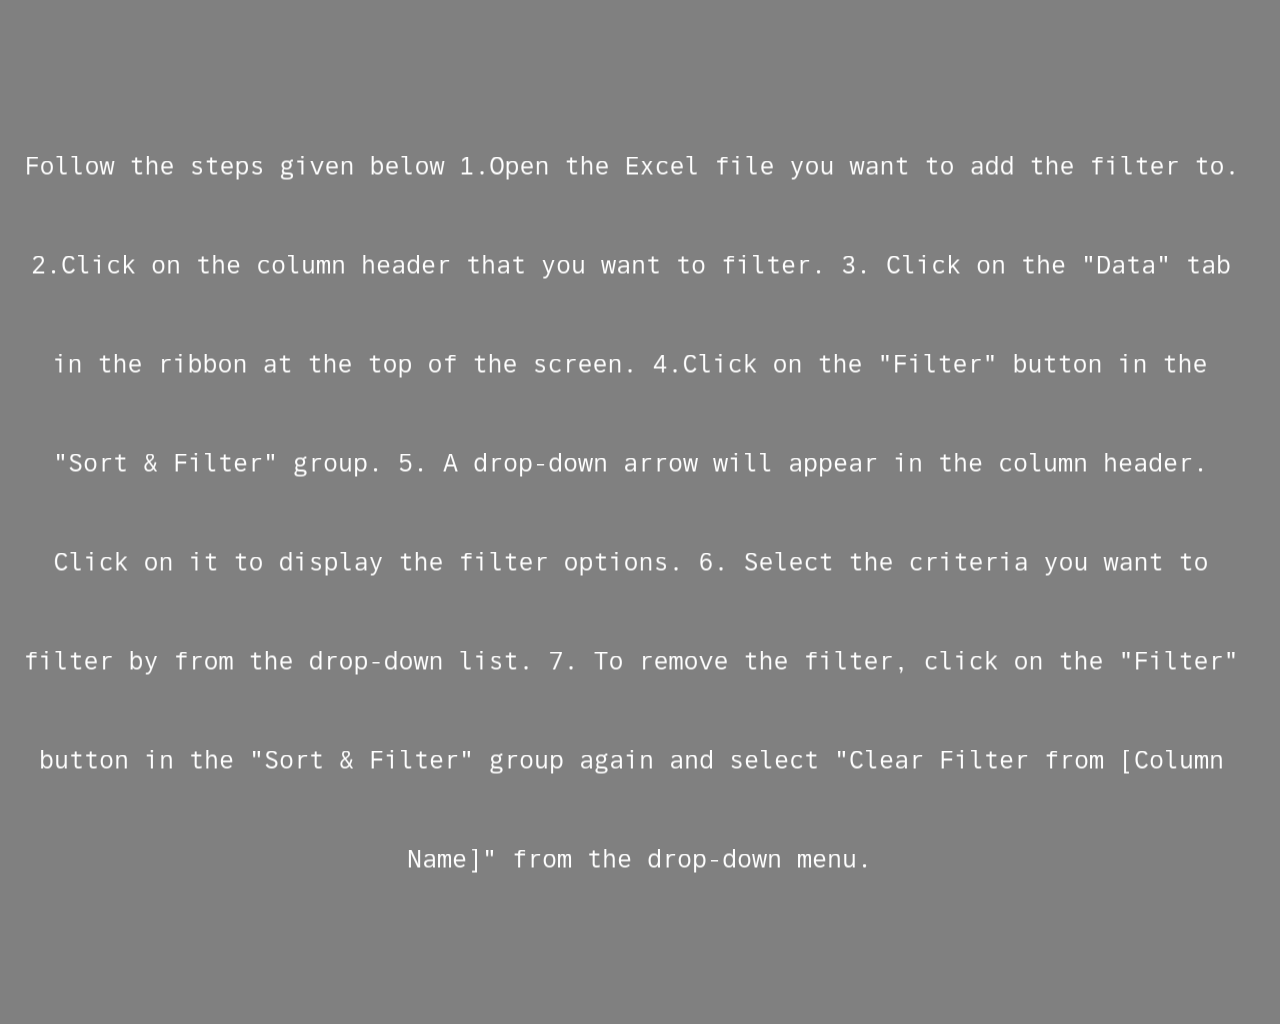 Follow the steps given below 1.Open the Excel file you want to add the filter to.
2.Click on the column header that you want to filter. 3. Click on the "Data" tab
in the ribbon at the top of the screen. 4.Click on the "Filter" button in the
"Sort & Filter" group. 5. A drop-down arrow will appear in the column header.
Click on it to display the filter options. 6. Select the criteria you want to
filter by from the drop-down list. 7. To remove the filter, click on the "Filter"
button in the "Sort & Filter" group again and select "Clear Filter from [Column
Name]" from the drop-down menu.